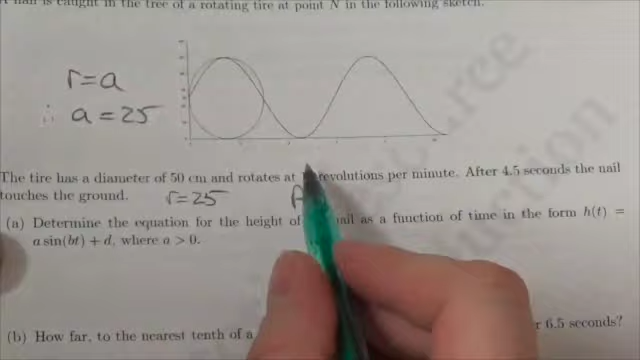 nail is caught in the tree of a rotating tire at point N in the following sketch.
r=a
∴ a=25
The tire has a diameter of 50 cm and rotates at revolutions per minute. After 4.5 seconds the nail
touches the ground. r=25
(a) Determine the equation for the height of nail as a function of time in the form h(t) =
a sin(bt) + d, where a > 0.
(b) How far, to the nearest tenth of a 6.5 seconds?